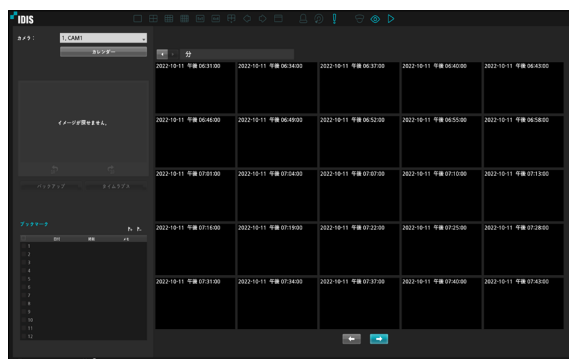 IDIS
カメラ: 1, CAM1
カレンダー
分
2022-10-11 午後 06:31:00 2022-10-11 午後 06:34:00 2022-10-11 午後 06:37:00 2022-10-11 午後 06:40:00 2022-10-11 午後 06:43:00
2022-10-11 午後 06:46:00 2022-10-11 午後 06:49:00 2022-10-11 午後 06:52:00 2022-10-11 午後 06:55:00 2022-10-11 午後 06:58:00
イメージが探せません。
2022-10-11 午後 07:01:00 2022-10-11 午後 07:04:00 2022-10-11 午後 07:07:00 2022-10-11 午後 07:10:00 2022-10-11 午後 07:13:00
バックアップ タイムラプス
2022-10-11 午後 07:16:00 2022-10-11 午後 07:19:00 2022-10-11 午後 07:22:00 2022-10-11 午後 07:25:00 2022-10-11 午後 07:28:00
ブックマーク
日付 時間 メモ
1
2
3
4
5
6
7
8
9
10
11
12
2022-10-11 午後 07:31:00 2022-10-11 午後 07:34:00 2022-10-11 午後 07:37:00 2022-10-11 午後 07:40:00 2022-10-11 午後 07:43:00